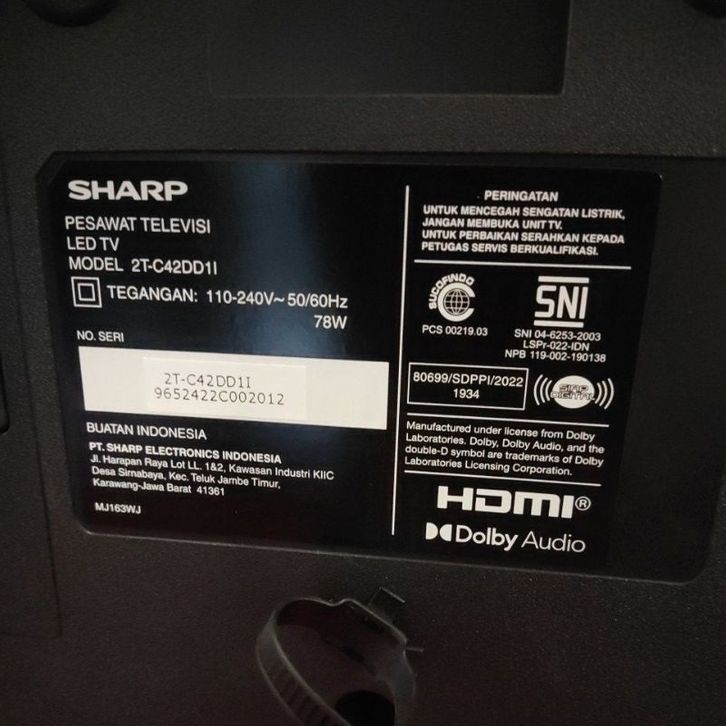 SHARP
PESAWAT TELEVISI
LED TV
MODEL 2T-C42DD1I
TEGANGAN: 110-240V~ 50/60Hz
78W
NO. SERI
2T-C42DD1I
9652422C002012
BUATAN INDONESIA
PT. SHARP ELECTRONICS INDONESIA
Jl. Harapan Raya Lot LL. 1&2, Kawasan Industri KIIC
Desa Sirnabaya, Kec. Teluk Jambe Timur,
Karawang-Jawa Barat 41361
MJ163WJ
PERINGATAN
UNTUK MENCEGAH SENGATAN LISTRIK,
JANGAN MEMBUKA UNIT TV.
UNTUK PERBAIKAN SERAHKAN KEPADA
PETUGAS SERVIS BERKUALIFIKASI.
SUCOFINDO
PCS 00219.03
SNI
SNI 04-6253-2003
LSPr-022-IDN
NPB 119-002-190138
80699/SDPPI/2022
1934
SIAP DIGITAL
Manufactured under license from Dolby
Laboratories. Dolby, Dolby Audio, and the
double-D symbol are trademarks of Dolby
Laboratories Licensing Corporation.
HDMI®
Dolby Audio